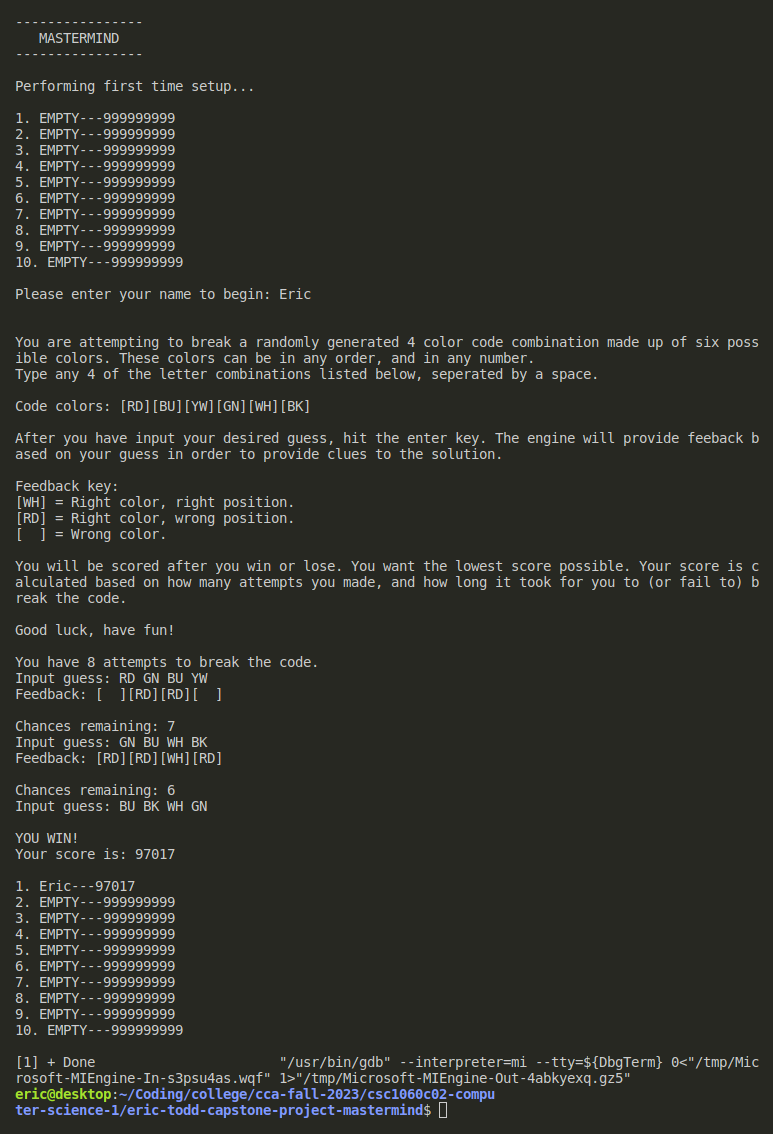 ----------------
   MASTERMIND
----------------
Performing first time setup...
1. EMPTY---999999999
2. EMPTY---999999999
3. EMPTY---999999999
4. EMPTY---999999999
5. EMPTY---999999999
6. EMPTY---999999999
7. EMPTY---999999999
8. EMPTY---999999999
9. EMPTY---999999999
10. EMPTY---999999999
Please enter your name to begin: Eric
You are attempting to break a randomly generated 4 color code combination made up of six poss
ible colors. These colors can be in any order, and in any number.
Type any 4 of the letter combinations listed below, seperated by a space.
Code colors: [RD][BU][YW][GN][WH][BK]
After you have input your desired guess, hit the enter key. The engine will provide feeback b
ased on your guess in order to provide clues to the solution.
Feedback key:
[WH] = Right color, right position.
[RD] = Right color, wrong position.
[  ] = Wrong color.
You will be scored after you win or lose. You want the lowest score possible. Your score is c
alculated based on how many attempts you made, and how long it took for you to (or fail to) b
reak the code.
Good luck, have fun!
You have 8 attempts to break the code.
Input guess: RD GN BU YW
Feedback: [  ][RD][RD][  ]
Chances remaining: 7
Input guess: GN BU WH BK
Feedback: [RD][RD][WH][RD]
Chances remaining: 6
Input guess: BU BK WH GN
YOU WIN!
Your score is: 97017
1. Eric---97017
2. EMPTY---999999999
3. EMPTY---999999999
4. EMPTY---999999999
5. EMPTY---999999999
6. EMPTY---999999999
7. EMPTY---999999999
8. EMPTY---999999999
9. EMPTY---999999999
10. EMPTY---999999999
[1] + Done                       "/usr/bin/gdb" --interpreter=mi --tty=${DbgTerm} 0<"/tmp/Mic
rosoft-MIEngine-In-s3psu4as.wqf" 1>"/tmp/Microsoft-MIEngine-Out-4abkyexq.gz5"
eric@desktop:~/Coding/college/cca-fall-2023/csc1060c02-compu
ter-science-1/eric-todd-capstone-project-mastermind$